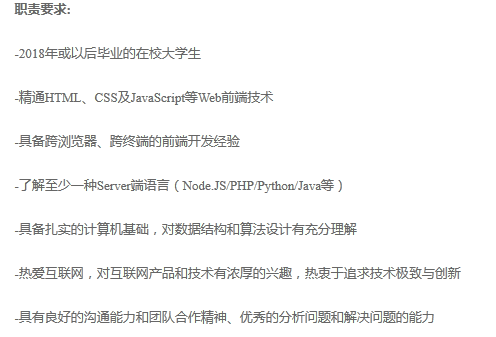 职责要求:
-2018年或以后毕业的在校大学生
-精通HTML、CSS及JavaScript等Web前端技术
-具备跨浏览器、跨终端的前端开发经验
-了解至少一种Server端语言（Node.JS/PHP/Python/Java等）
-具备扎实的计算机基础，对数据结构和算法设计有充分理解
-热爱互联网，对互联网产品和技术有浓厚的兴趣，热衷于追求技术极致与创新
-具有良好的沟通能力和团队合作精神、优秀的分析问题和解决问题的能力